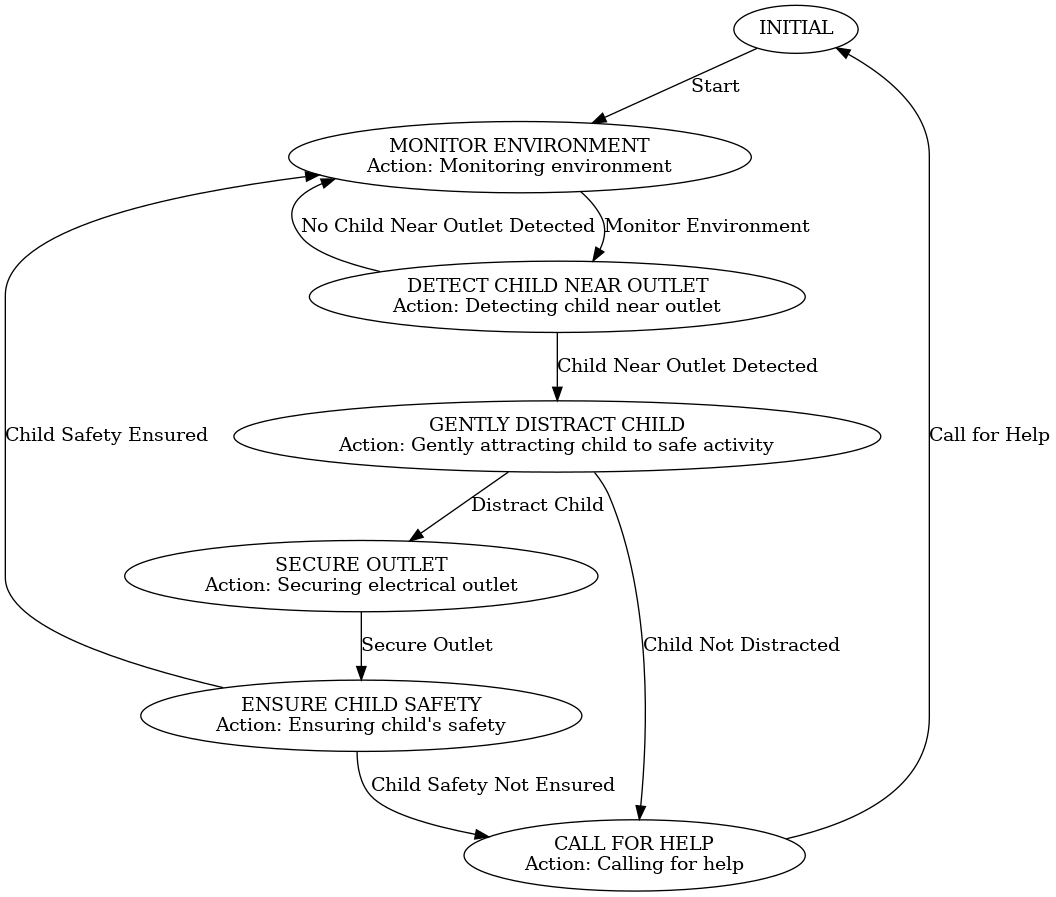 INITIAL
Start
MONITOR ENVIRONMENT
Action: Monitoring environment
No Child Near Outlet Detected
Monitor Environment
DETECT CHILD NEAR OUTLET
Action: Detecting child near outlet
Child Near Outlet Detected
GENTLY DISTRACT CHILD
Action: Gently attracting child to safe activity
Child Safety Ensured
Call for Help
Distract Child
SECURE OUTLET
Action: Securing electrical outlet
Secure Outlet
Child Not Distracted
ENSURE CHILD SAFETY
Action: Ensuring child's safety
Child Safety Not Ensured
CALL FOR HELP
Action: Calling for help